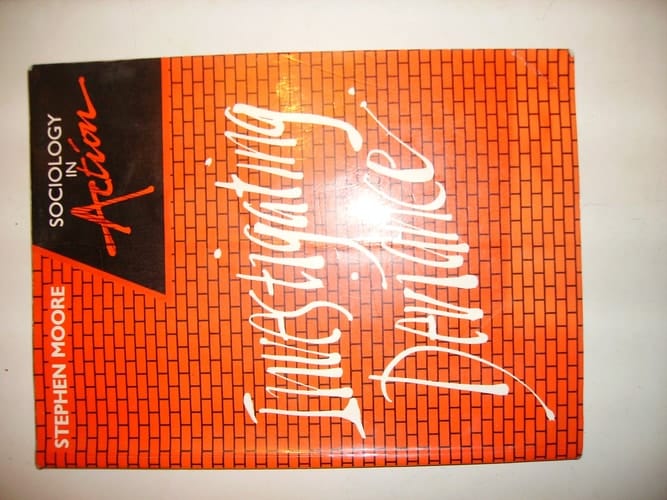 STEPHEN MOORE
SOCIOLOGY
IN
Action
Investigating
Deviance